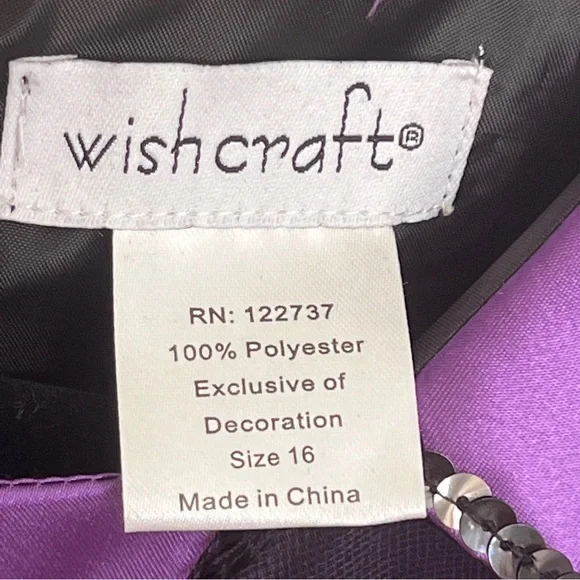 wishcraft®
RN: 122737
100% Polyester
Exclusive of
Decoration
Size 16
Made in China